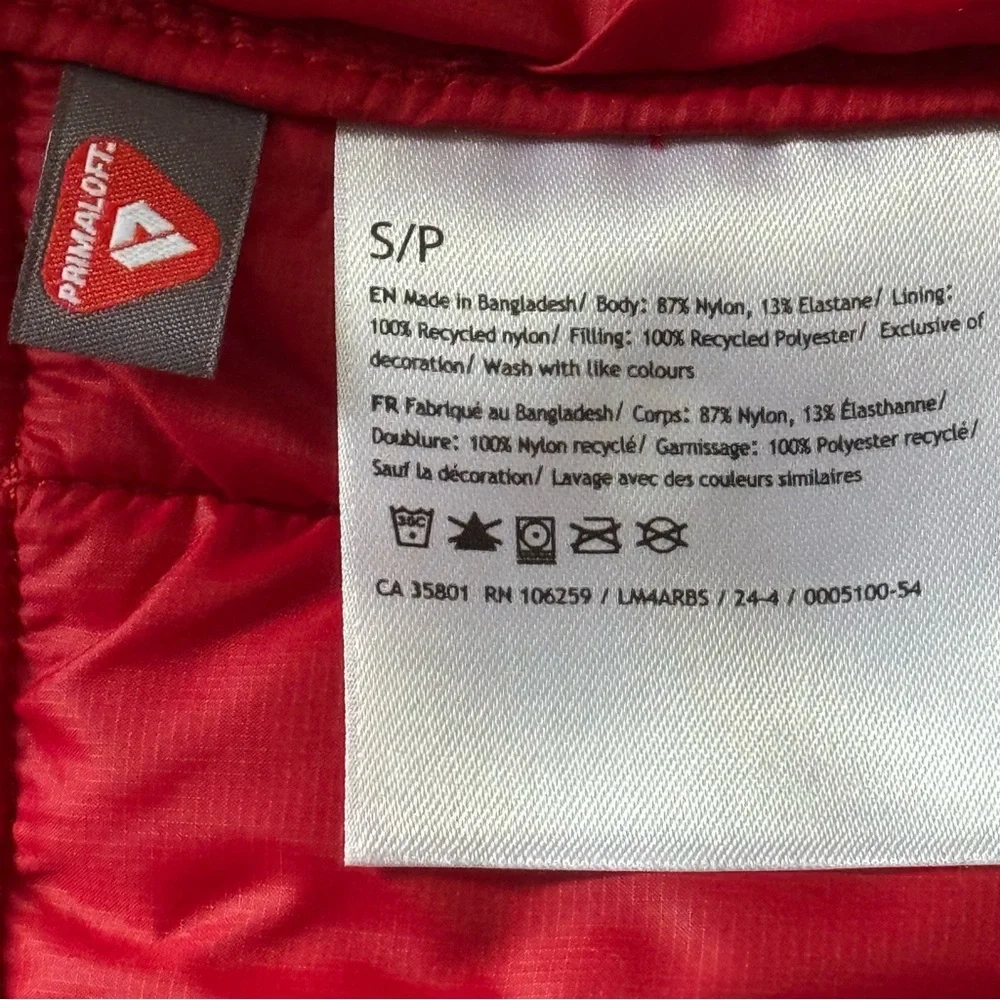 PRIMALOFT®
S/P
EN Made in Bangladesh/ Body: 87% Nylon, 13% Elastane/ Lining:
100% Recycled nylon/ Filling: 100% Recycled Polyester/ Exclusive of
decoration/ Wash with like colours
FR Fabriqué au Bangladesh/ Corps: 87% Nylon, 13% Élasthanne/
Doublure: 100% Nylon recyclé/ Garnissage: 100% Polyester recyclé/
Sauf la décoration/ Lavage avec des couleurs similaires
30C
CA 35801 RN 106259 / LM4ARBS / 24-4 / 0005100-54